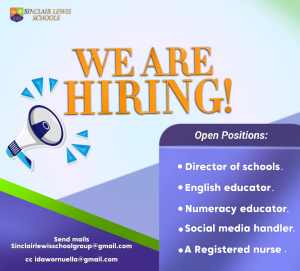 SINCLAIR LEWIS
SCHOOLS
WE ARE
HIRING!
Open Positions:
Director of schools.
English educator.
Numeracy educator.
Social media handler.
A Registered nurse.
Send mails
Sinclairlewisschoolgroup@gmail.com
cc idawornuella@gmail.com